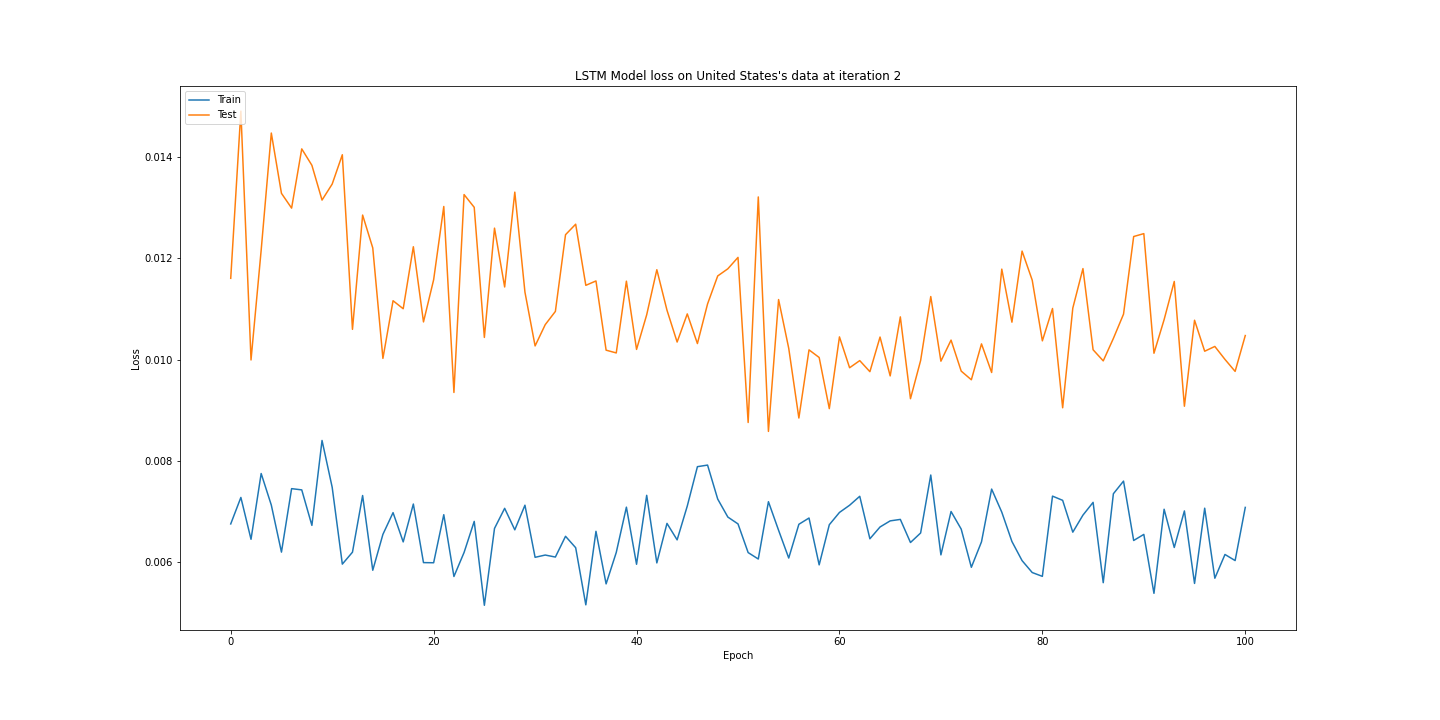 LSTM Model loss on United States's data at iteration 2
Train
Test
0.014
0.012
0.010
0.008
0.006
Loss
0 20 40 60 80 100
Epoch